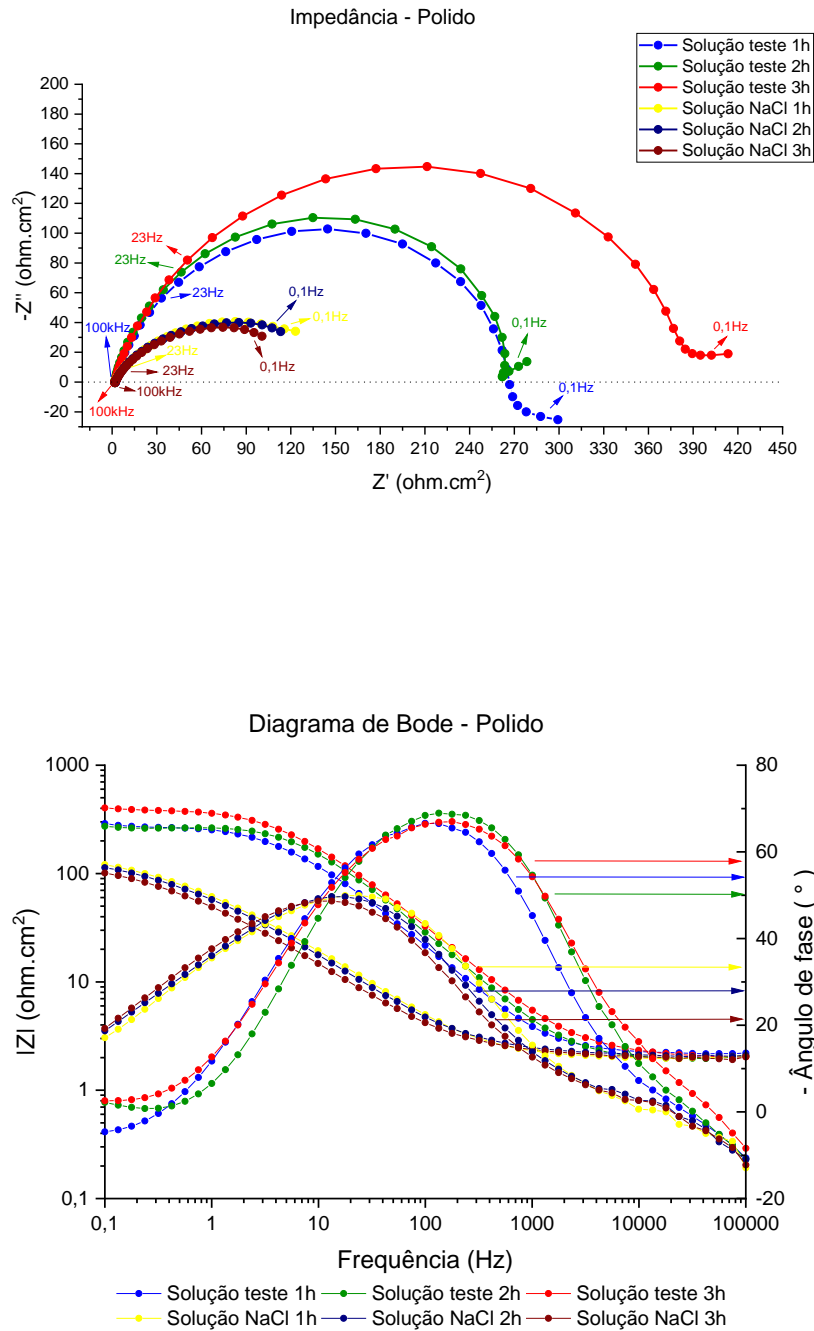 Impedância - Polido
Solução teste 1h
Solução teste 2h
Solução teste 3h
Solução NaCl 1h
Solução NaCl 2h
Solução NaCl 3h
200
180
160
140
120
100
80
60
40
20
0
-20
-Z'' (ohm.cm²)
23Hz
23Hz
23Hz
100kHz
23Hz
23Hz
100kHz
100kHz
0,1Hz
0,1Hz
0,1Hz
0,1Hz
0,1Hz
0,1Hz
0 30 60 90 120 150 180 210 240 270 300 330 360 390 420 450
Z' (ohm.cm²)
Diagrama de Bode - Polido
1000
100
10
1
0,1
|Z| (ohm.cm²)
80
60
40
20
0
-20
- Ângulo de fase ( ° )
0,1 1 10 100 1000 10000 100000
Frequência (Hz)
Solução teste 1h Solução teste 2h Solução teste 3h
Solução NaCl 1h Solução NaCl 2h Solução NaCl 3h